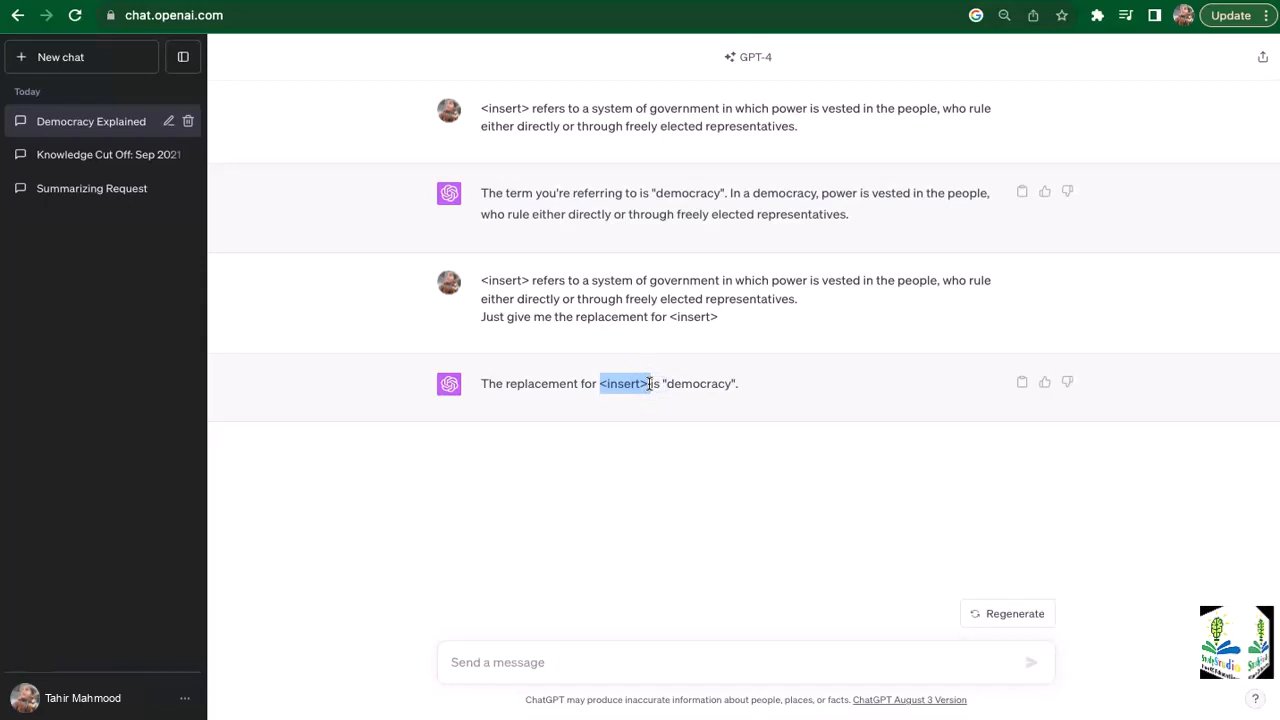 chat.openai.com
Update
New chat
GPT-4
Today
Democracy Explained
Knowledge Cut Off: Sep 2021
Summarizing Request
<insert> refers to a system of government in which power is vested in the people, who rule
either directly or through freely elected representatives.
The term you're referring to is "democracy". In a democracy, power is vested in the people,
who rule either directly or through freely elected representatives.
<insert> refers to a system of government in which power is vested in the people, who rule
either directly or through freely elected representatives.
Just give me the replacement for <insert>
The replacement for <insert> is "democracy".
Regenerate
Send a message
ChatGPT may produce inaccurate information about people, places, or facts. ChatGPT August 3 Version
Tahir Mahmood
?